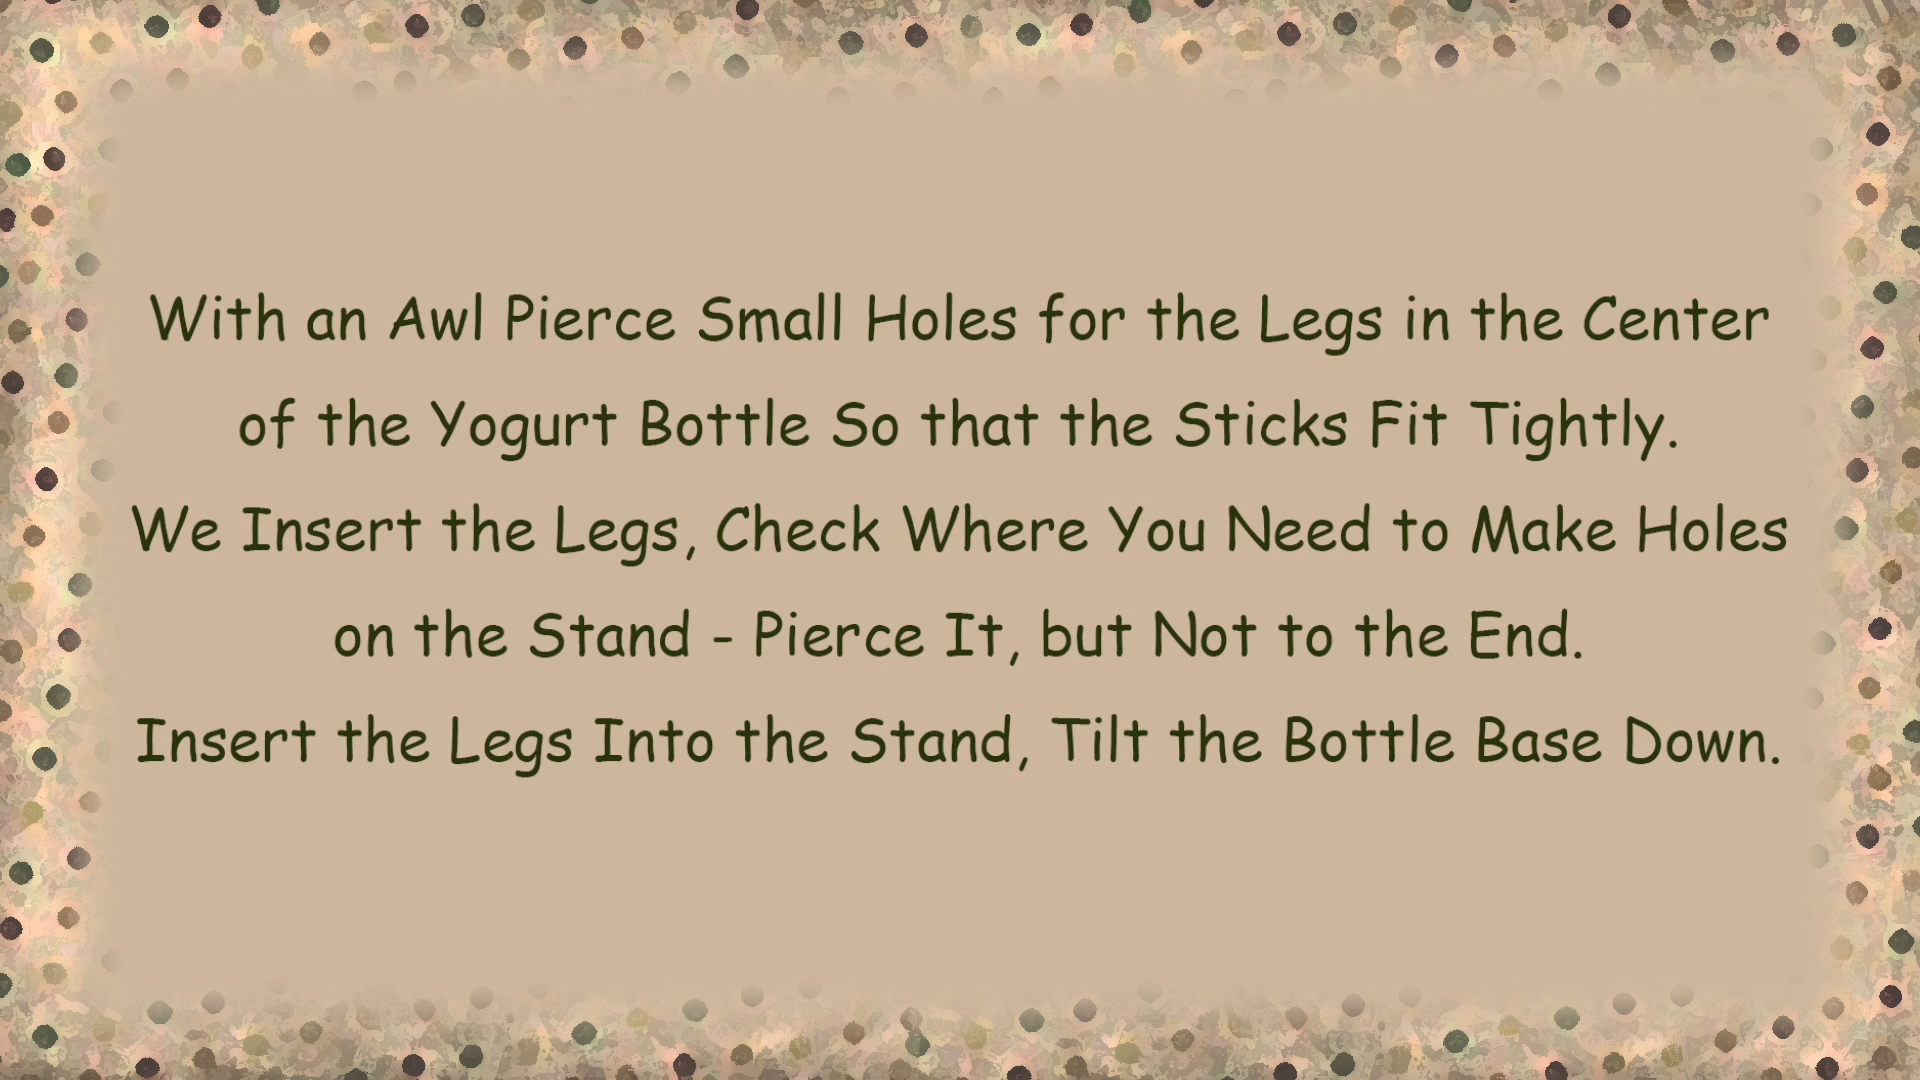 With an Awl Pierce Small Holes for the Legs in the Center
of the Yogurt Bottle So that the Sticks Fit Tightly.
We Insert the Legs, Check Where You Need to Make Holes
on the Stand - Pierce It, but Not to the End.
Insert the Legs Into the Stand, Tilt the Bottle Base Down.